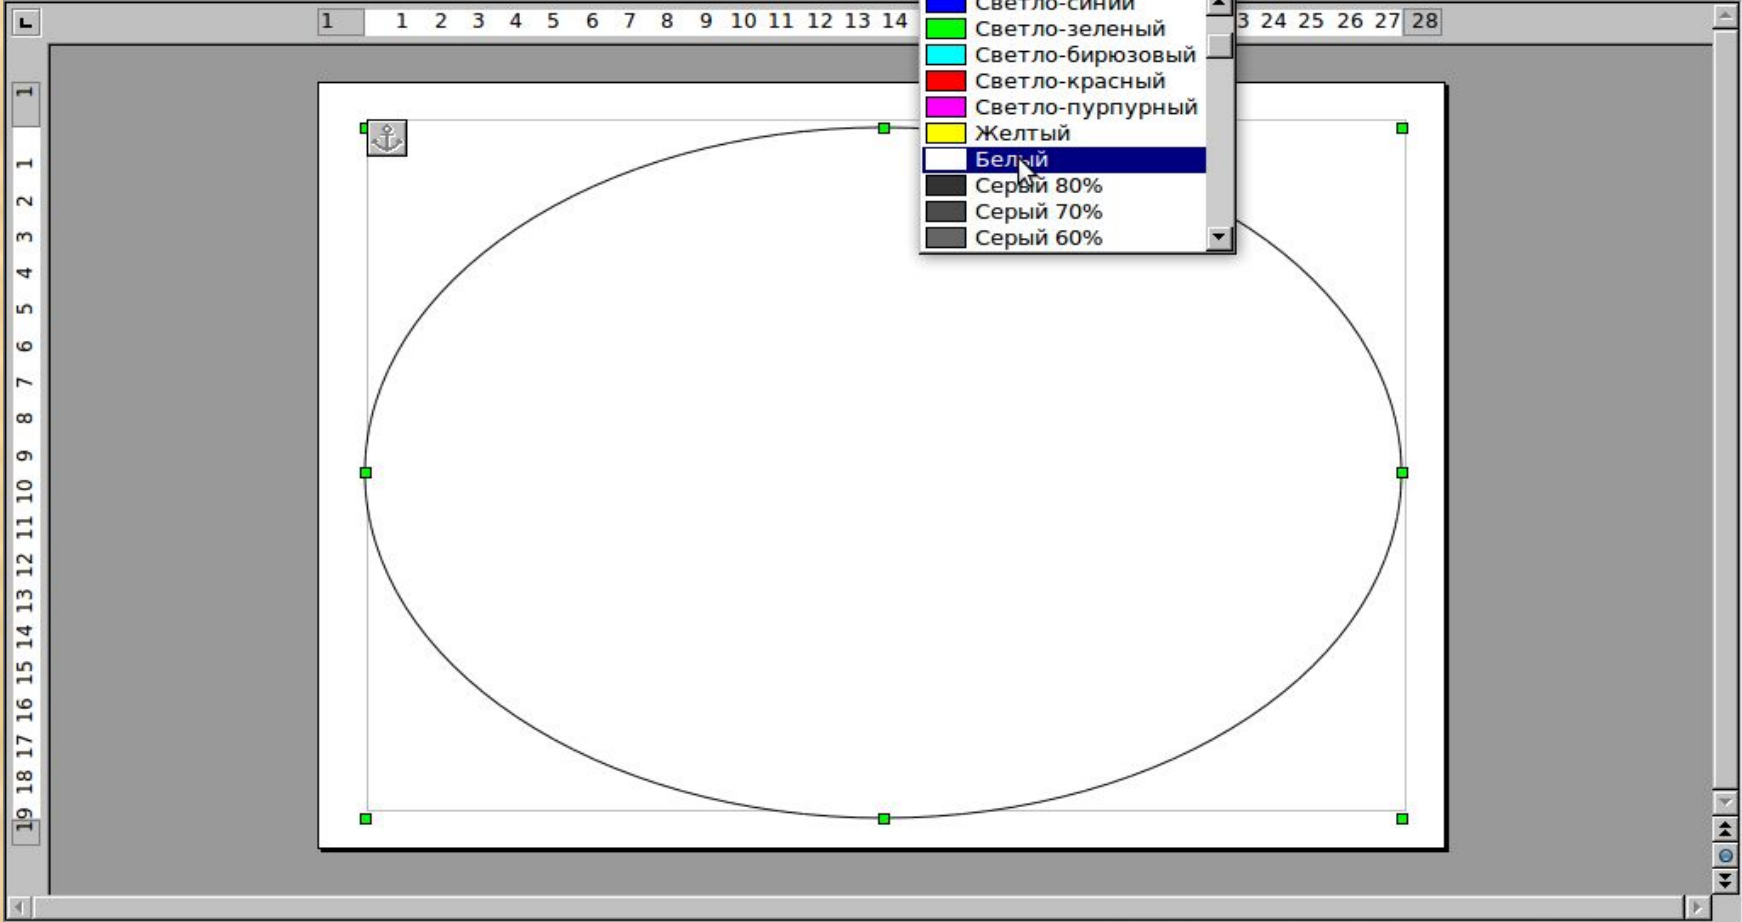 1 1 2 3 4 5 6 7 8 9 10 11 12 13 14 3 24 25 26 27 28
Светло-синий
Светло-зеленый
Светло-бирюзовый
Светло-красный
Светло-пурпурный
Желтый
Белый
Серый 80%
Серый 70%
Серый 60%
1
1
2
3
4
5
6
7
8
9
10
11
12
13
14
15
16
17
18
19